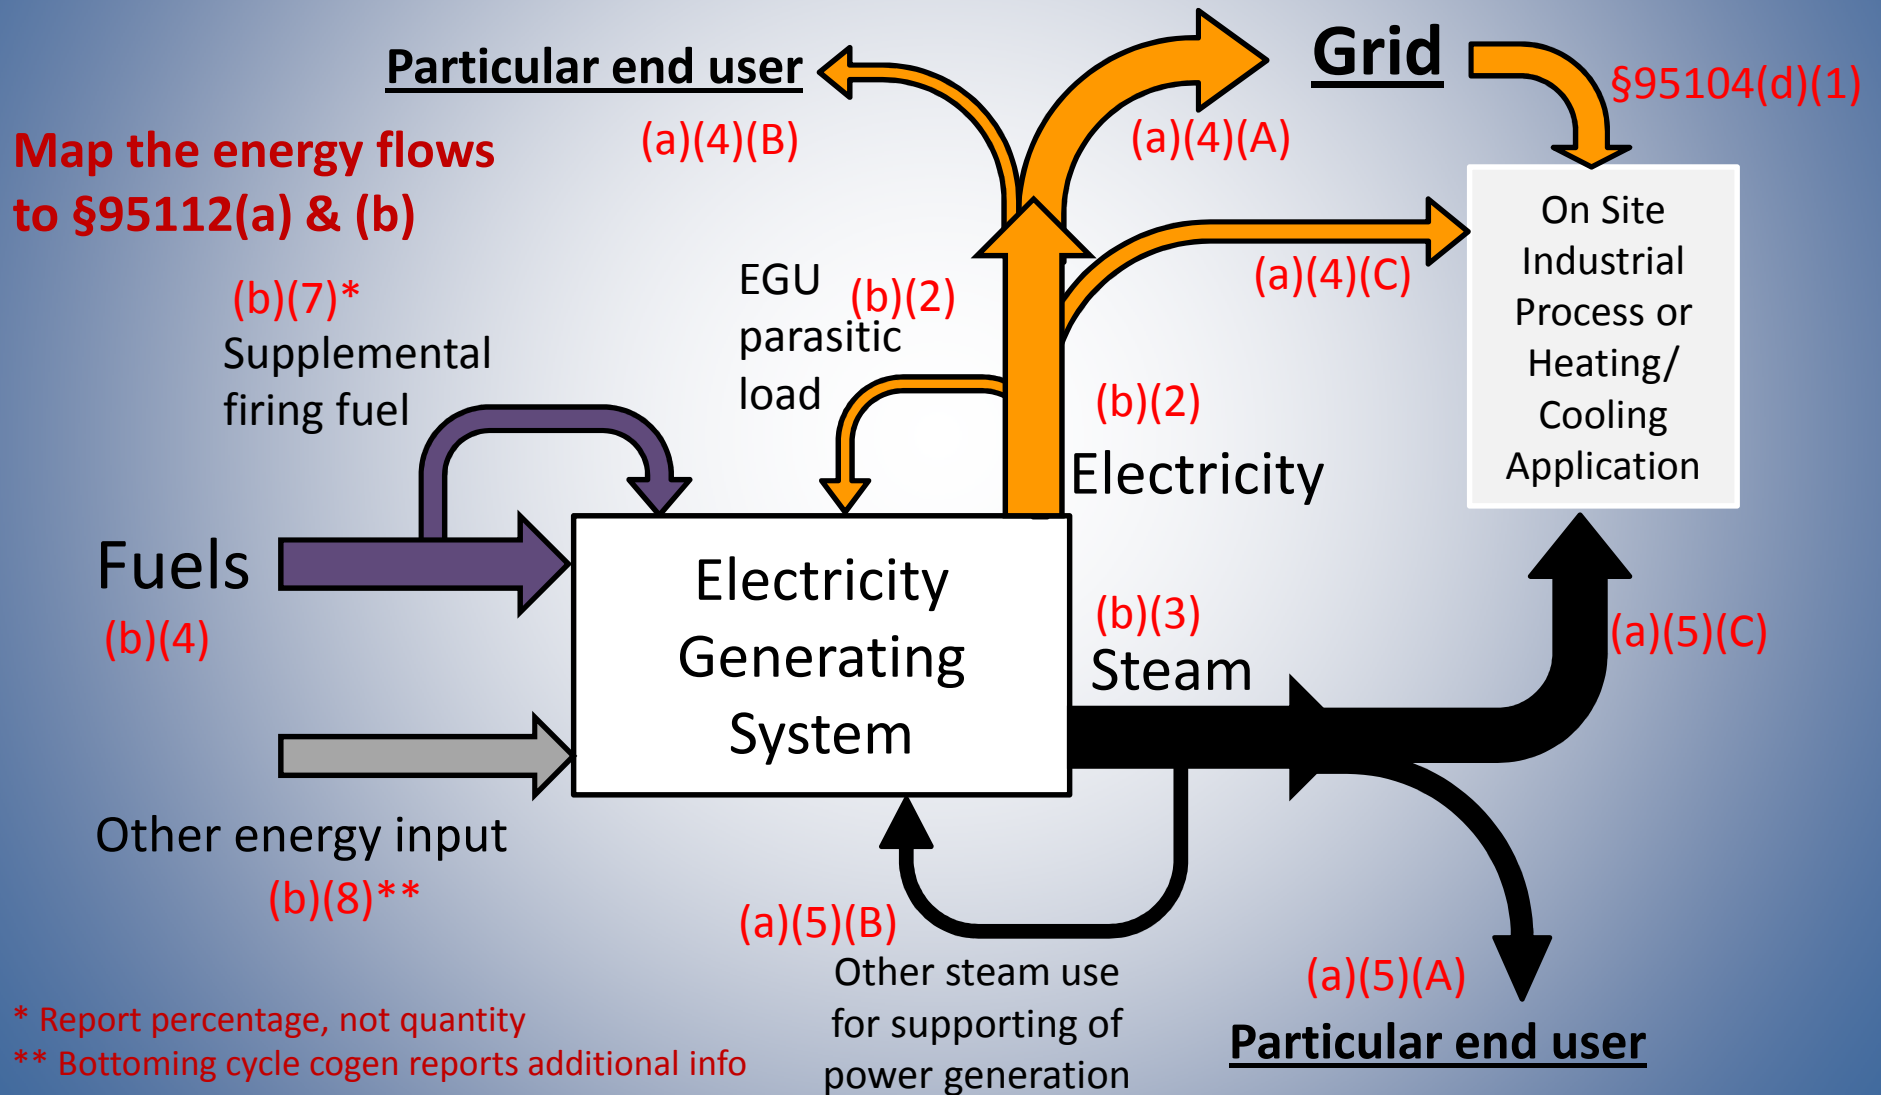 Particular end user
(a)(4)(B)
(a)(4)(A)
Grid
§95104(d)(1)
Map the energy flows
to §95112(a) & (b)
On Site
Industrial
Process or
Heating/
Cooling
Application
(a)(4)(C)
(b)(7)*
Supplemental
firing fuel
EGU
parasitic
load
(b)(2)
(b)(2)
Electricity
Fuels
(b)(4)
Electricity
Generating
System
(b)(3)
Steam
(a)(5)(C)
Other energy input
(b)(8)**
(a)(5)(B)
Other steam use
for supporting of
power generation
(a)(5)(A)
Particular end user
* Report percentage, not quantity
** Bottoming cycle cogen reports additional info